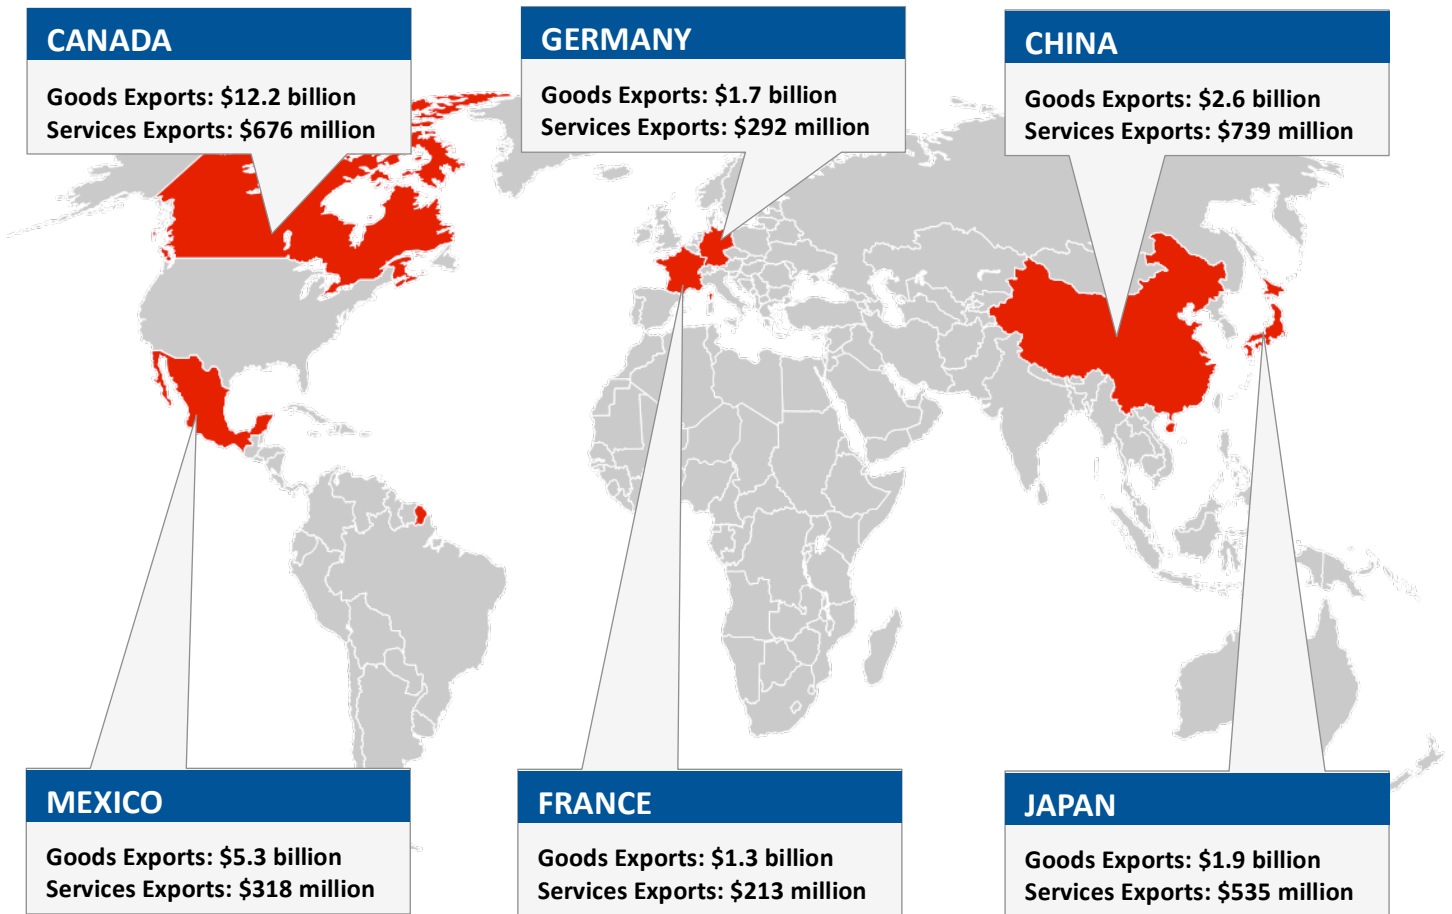 CANADA
Goods Exports: $12.2 billion
Services Exports: $676 million
GERMANY
Goods Exports: $1.7 billion
Services Exports: $292 million
CHINA
Goods Exports: $2.6 billion
Services Exports: $739 million
MEXICO
Goods Exports: $5.3 billion
Services Exports: $318 million
FRANCE
Goods Exports: $1.3 billion
Services Exports: $213 million
JAPAN
Goods Exports: $1.9 billion
Services Exports: $535 million